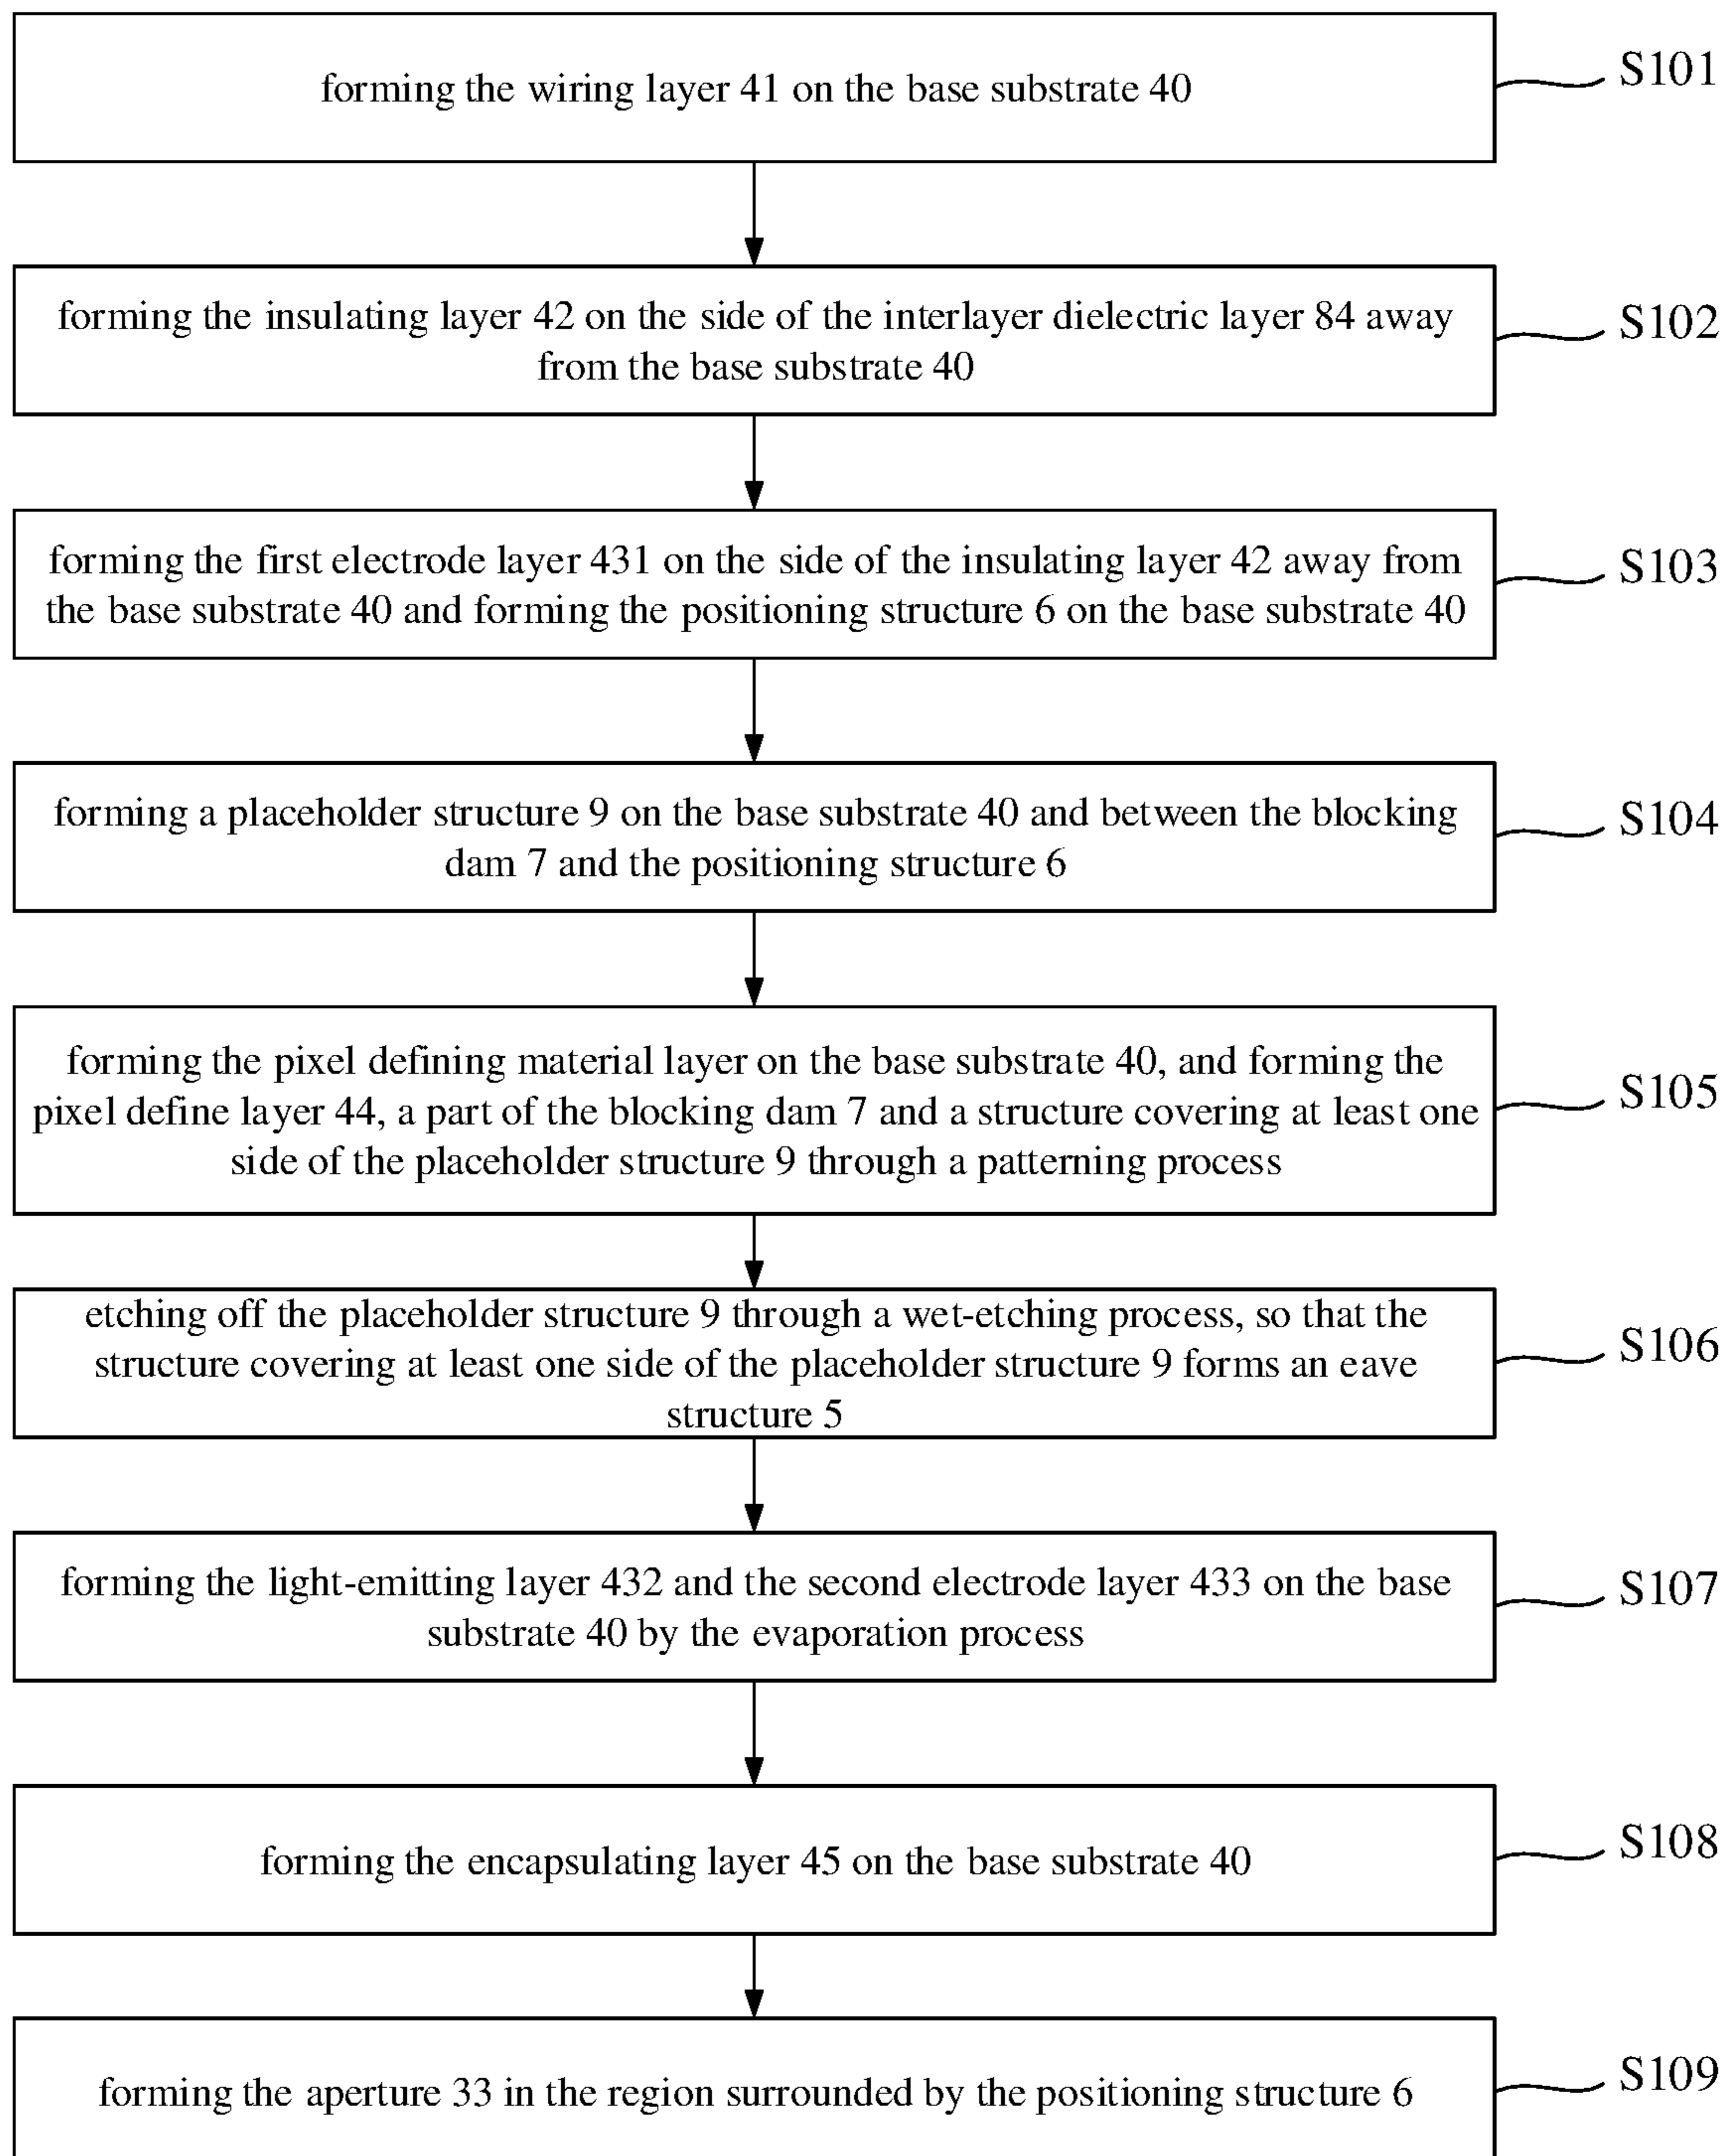 forming the wiring layer 41 on the base substrate 40
S101
forming the insulating layer 42 on the side of the interlayer dielectric layer 84 away
from the base substrate 40
S102
forming the first electrode layer 431 on the side of the insulating layer 42 away from
the base substrate 40 and forming the positioning structure 6 on the base substrate 40
S103
forming a placeholder structure 9 on the base substrate 40 and between the blocking
dam 7 and the positioning structure 6
S104
forming the pixel defining material layer on the base substrate 40, and forming the
pixel define layer 44, a part of the blocking dam 7 and a structure covering at least one
side of the placeholder structure 9 through a patterning process
S105
etching off the placeholder structure 9 through a wet-etching process, so that the
structure covering at least one side of the placeholder structure 9 forms an eave
structure 5
S106
forming the light-emitting layer 432 and the second electrode layer 433 on the base
substrate 40 by the evaporation process
S107
forming the encapsulating layer 45 on the base substrate 40
S108
forming the aperture 33 in the region surrounded by the positioning structure 6
S109